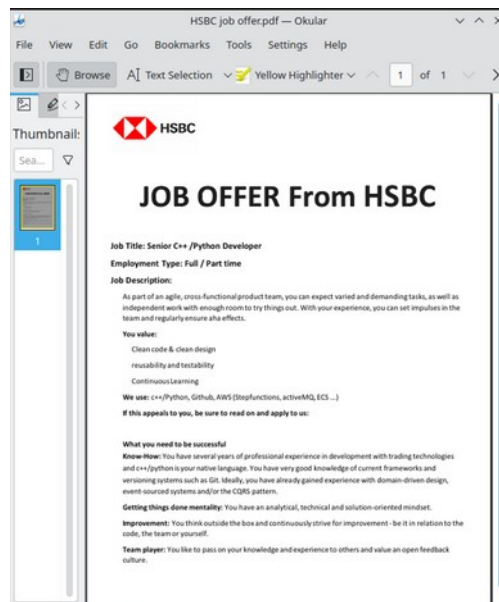 HSBC job offer.pdf — Okular
File View Edit Go Bookmarks Tools Settings Help
Browse Text Selection Yellow Highlighter 1 of 1
Thumbnail:
Sea...
1
HSBC
JOB OFFER From HSBC
Job Title: Senior C++ /Python Developer
Employment Type: Full / Part time
Job Description:
As part of an agile, cross-functional product team, you can expect varied and demanding tasks, as well as
independent work with enough room to try things out. With your experience, you can set impulses in the
team and regularly ensure aha effects.
You value:
Clean code & clean design
reusability and testability
Continuous Learning
We use: c++/Python, Github, AWS (Stepfunctions, activeMQ, ECS ...)
If this appeals to you, be sure to read on and apply to us:
What you need to be successful
Know-How: You have several years of professional experience in development with trading technologies
and c++/python is your native language. You have very good knowledge of current frameworks and
versioning systems such as Git. Ideally, you have already gained experience with domain-driven design,
event-sourced systems and/or the CQRS pattern.
Getting things done mentality: You have an analytical, technical and solution-oriented mindset.
Improvement: You think outside the box and continuously strive for improvement - be it in relation to the
code, the team or yourself.
Team player: You like to pass on your knowledge and experience to others and value an open feedback
culture.